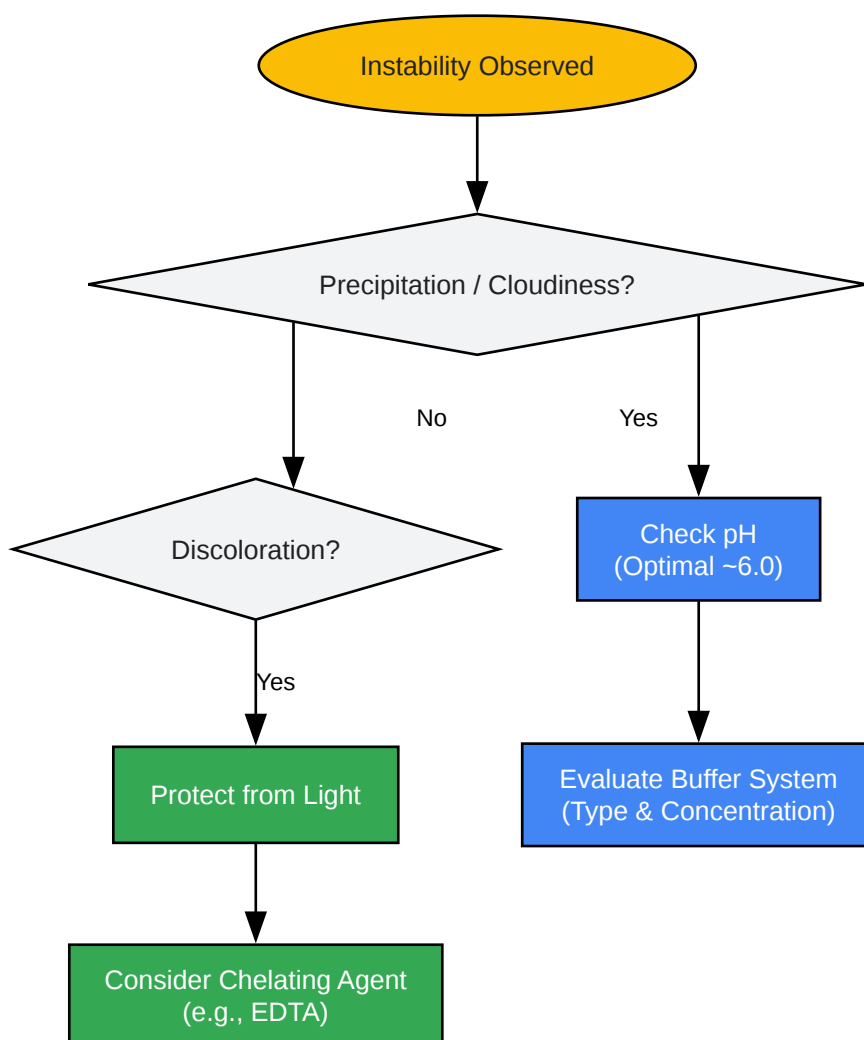 Instability Observed
Precipitation / Cloudiness?
No
Yes
Discoloration?
Check pH
(Optimal ~6.0)
Yes
Protect from Light
Evaluate Buffer System
(Type & Concentration)
Consider Chelating Agent
(e.g., EDTA)